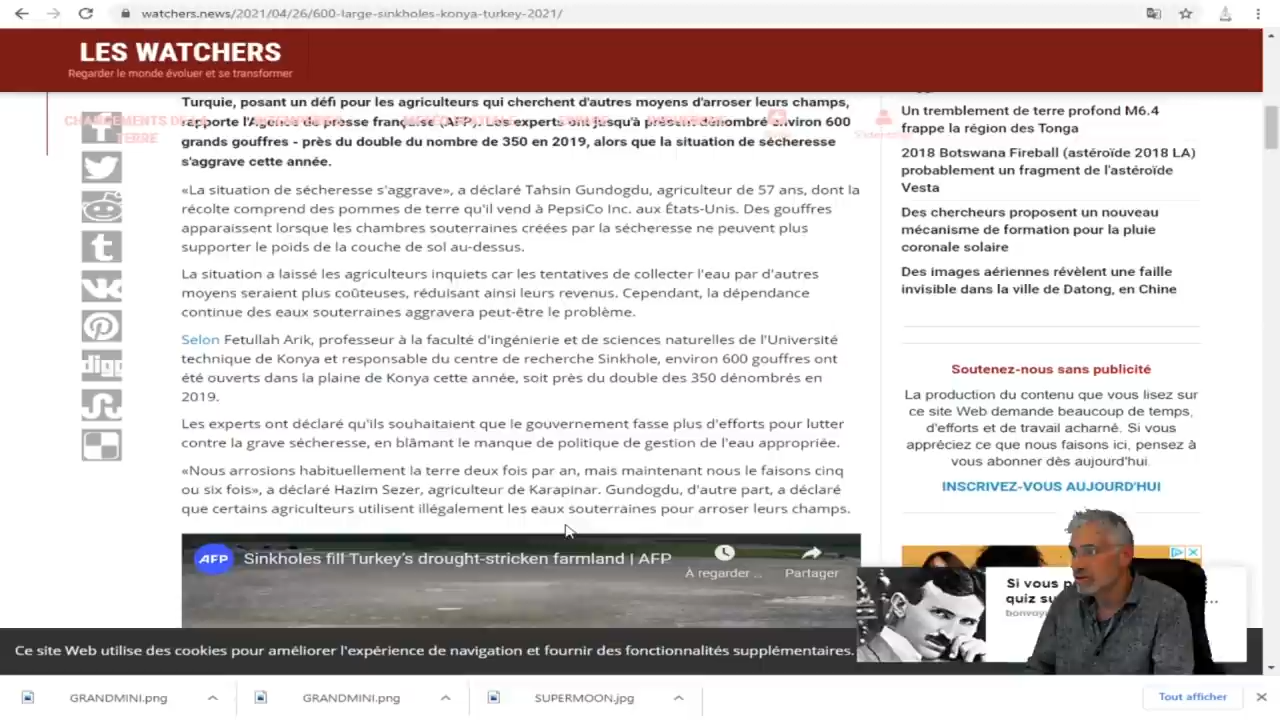 watchers.news/2021/04/26/600-large-sinkholes-konya-turkey-2021/
LES WATCHERS
Regarder le monde évoluer et se transformer
CHANGEMENTS DE LA
TERRE
Turquie, posant un défi pour les agriculteurs qui cherchent d'autres moyens d'arroser leurs champs,
rapporte l'Agence de presse française (AFP). Les experts ont jusqu'à présent dénombré environ 600
grands gouffres - près du double du nombre de 350 en 2019, alors que la situation de sécheresse
s'aggrave cette année.
«La situation de sécheresse s'aggrave», a déclaré Tahsin Gundogdu, agriculteur de 57 ans, dont la
récolte comprend des pommes de terre qu'il vend à PepsiCo Inc. aux États-Unis. Des gouffres
apparaissent lorsque les chambres souterraines créées par la sécheresse ne peuvent plus
supporter le poids de la couche de sol au-dessus.
La situation a laissé les agriculteurs inquiets car les tentatives de collecter l'eau par d'autres
moyens seraient plus coûteuses, réduisant ainsi leurs revenus. Cependant, la dépendance
continue des eaux souterraines aggravera peut-être le problème.
Selon Fetullah Arik, professeur à la faculté d'ingénierie et de sciences naturelles de l'Université
technique de Konya et responsable du centre de recherche Sinkhole, environ 600 gouffres ont
été ouverts dans la plaine de Konya cette année, soit près du double des 350 dénombrés en
2019.
Les experts ont déclaré qu'ils souhaitaient que le gouvernement fasse plus d'efforts pour lutter
contre la grave sécheresse, en blâmant le manque de politique de gestion de l'eau appropriée.
«Nous arrosions habituellement la terre deux fois par an, mais maintenant nous le faisons cinq
ou six fois», a déclaré Hazim Sezer, agriculteur de Karapinar. Gundogdu, d'autre part, a déclaré
que certains agriculteurs utilisent illégalement les eaux souterraines pour arroser leurs champs.
AFP
Sinkholes fill Turkey's drought-stricken farmland | AFP
À regarder ...
Partager
digg
Un tremblement de terre profond M6.4
frappe la région des Tonga
2018 Botswana Fireball (astéroïde 2018 LA)
probablement un fragment de l'astéroïde
Vesta
Des chercheurs proposent un nouveau
mécanisme de formation pour la pluie
coronale solaire
Des images aériennes révèlent une faille
invisible dans la ville de Datong, en Chine
Soutenez-nous sans publicité
La production du contenu que vous lisez sur
ce site Web demande beaucoup de temps,
d'efforts et de travail acharné. Si vous
appréciez ce que nous faisons ici, pensez à
vous abonner dès aujourd'hui.
INSCRIVEZ-VOUS AUJOURD'HUI
Si vous
quiz
Ce site Web utilise des cookies pour améliorer l'expérience de navigation et fournir des fonctionnalités supplémentaires.
GRANDMINI.png
GRANDMINI.png
SUPERMOON.jpg
Tout afficher